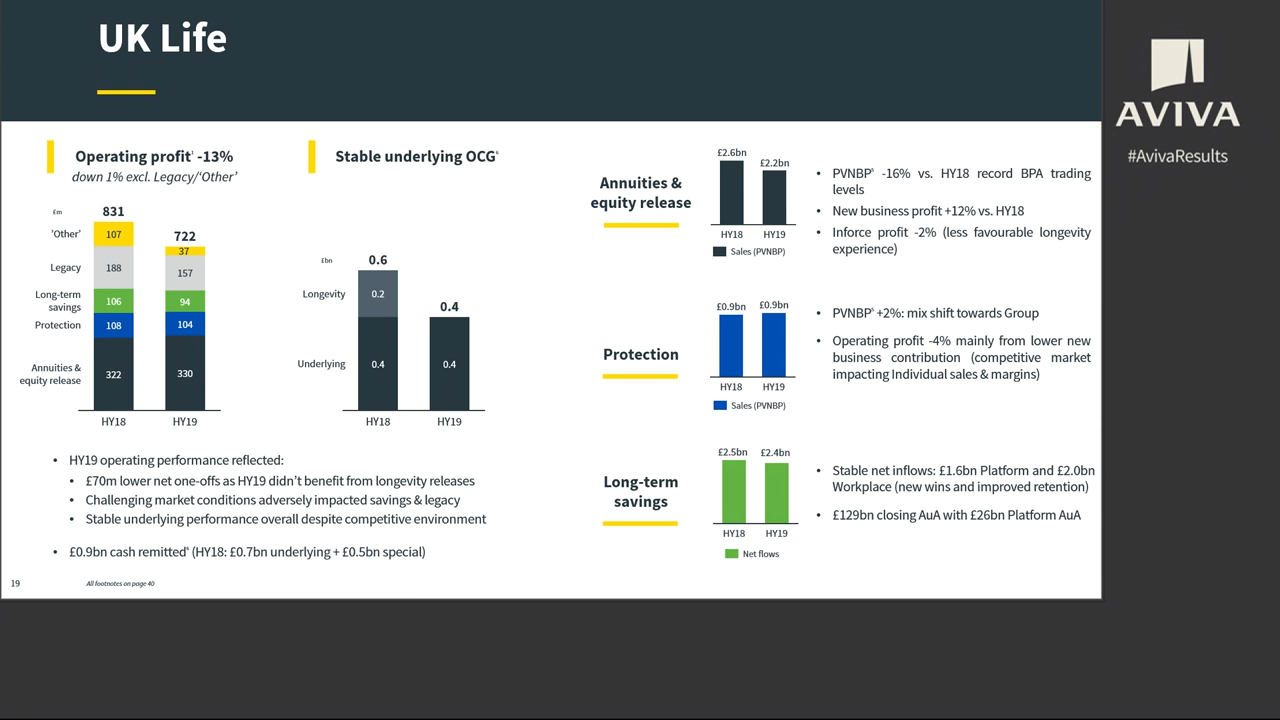 UK Life
AVIVA
#AvivaResults
Operating profit¹ -13%
down 1% excl. Legacy/‘Other’
£m
831
722
'Other'
107
37
Legacy
188
157
Long-term
savings
106
94
Protection
108
104
Annuities &
equity release
322
330
HY18
HY19
Stable underlying OCG
£bn
0.6
0.4
Longevity
0.2
Underlying
0.4
0.4
HY18
HY19
• HY19 operating performance reflected:
• £70m lower net one-offs as HY19 didn’t benefit from longevity releases
• Challenging market conditions adversely impacted savings & legacy
• Stable underlying performance overall despite competitive environment
• £0.9bn cash remitted (HY18: £0.7bn underlying + £0.5bn special)
Annuities &
equity release
£2.6bn
£2.2bn
HY18
HY19
Sales (PVNBP)
• PVNBP -16% vs. HY18 record BPA trading
levels
• New business profit +12% vs. HY18
• Inforce profit -2% (less favourable longevity
experience)
Protection
£0.9bn
£0.9bn
HY18
HY19
Sales (PVNBP)
• PVNBP +2%: mix shift towards Group
• Operating profit -4% mainly from lower new
business contribution (competitive market
impacting Individual sales & margins)
Long-term
savings
£2.5bn
£2.4bn
HY18
HY19
Net flows
• Stable net inflows: £1.6bn Platform and £2.0bn
Workplace (new wins and improved retention)
• £129bn closing AuA with £26bn Platform AuA
19
All footnotes on page 40